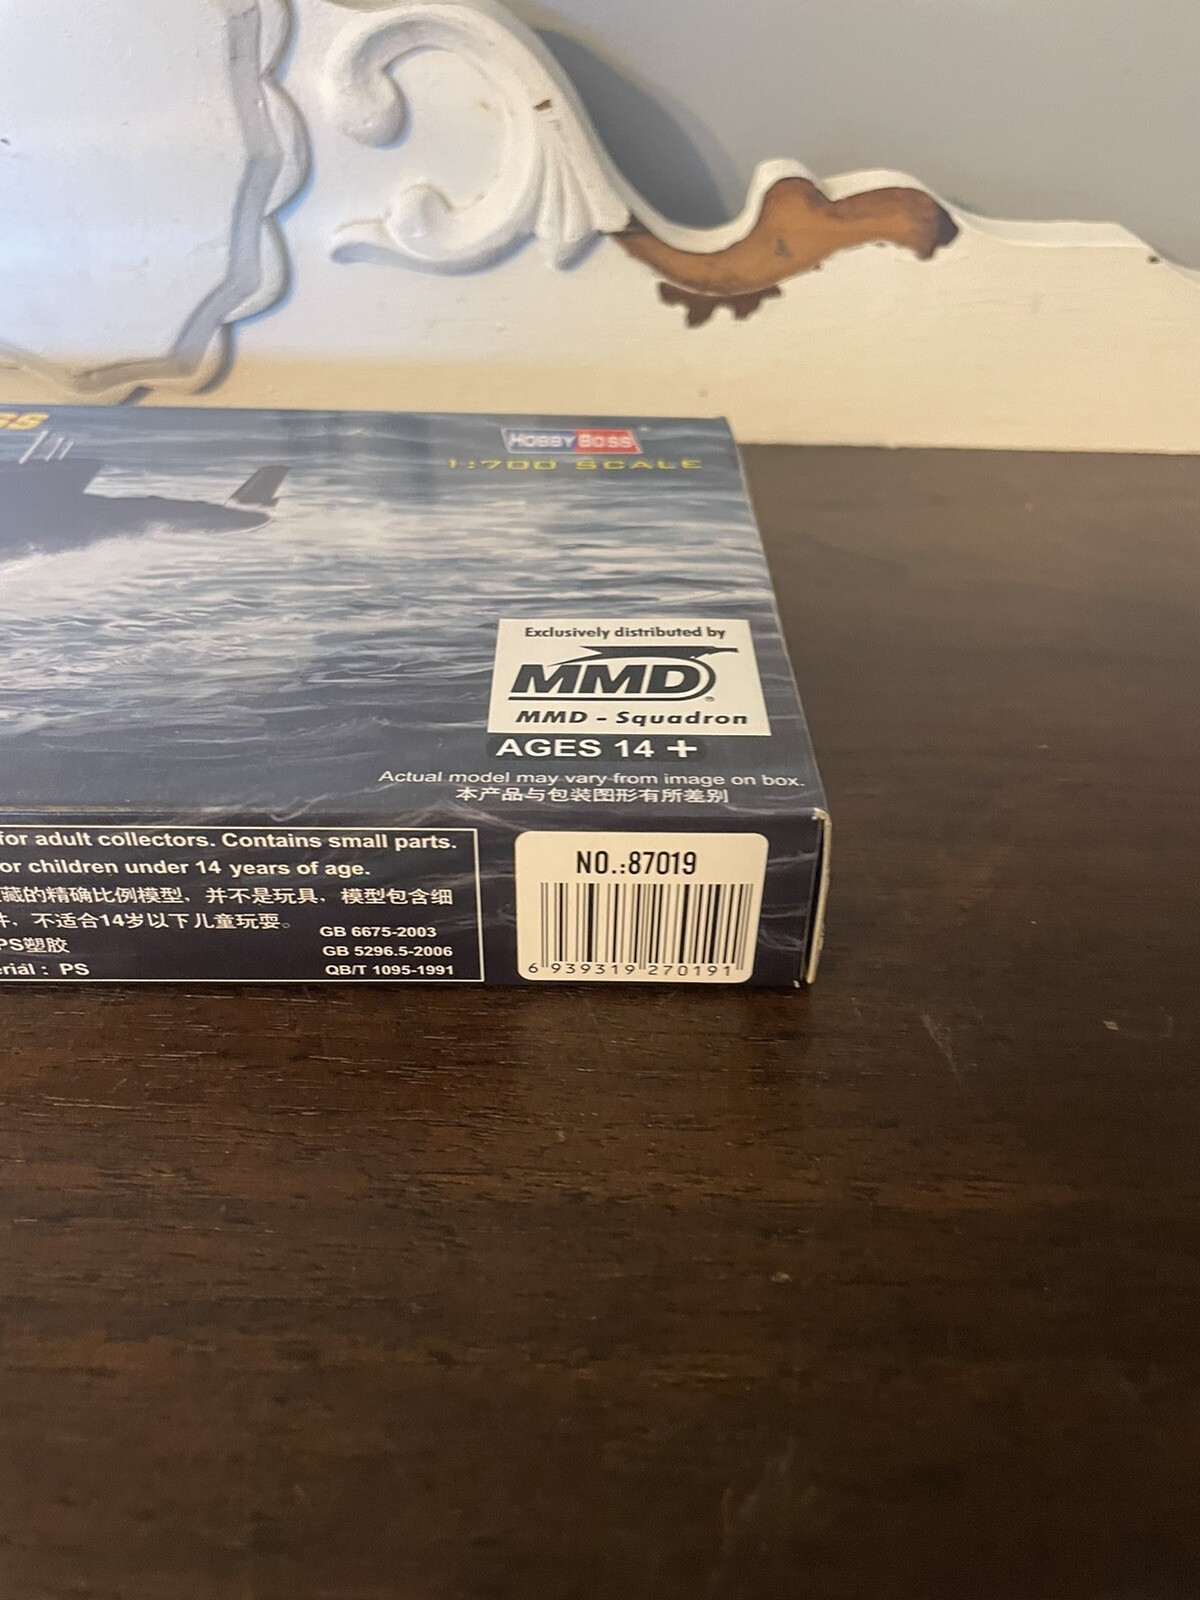 SS
HOBBY BOSS
1:700 SCALE
Exclusively distributed by
MMD
MMD - Squadron
AGES 14 +
Actual model may vary from image on box.
本产品与包装图形有所差别
for adult collectors. Contains small parts.
or children under 14 years of age.
藏的精确比例模型，并不是玩具，模型包含细
件，不适合14岁以下儿童玩耍。
GB 6675-2003
PS塑胶
GB 5296.5-2006
erial : PS
QB/T 1095-1991
NO.:87019
6 939319 270191